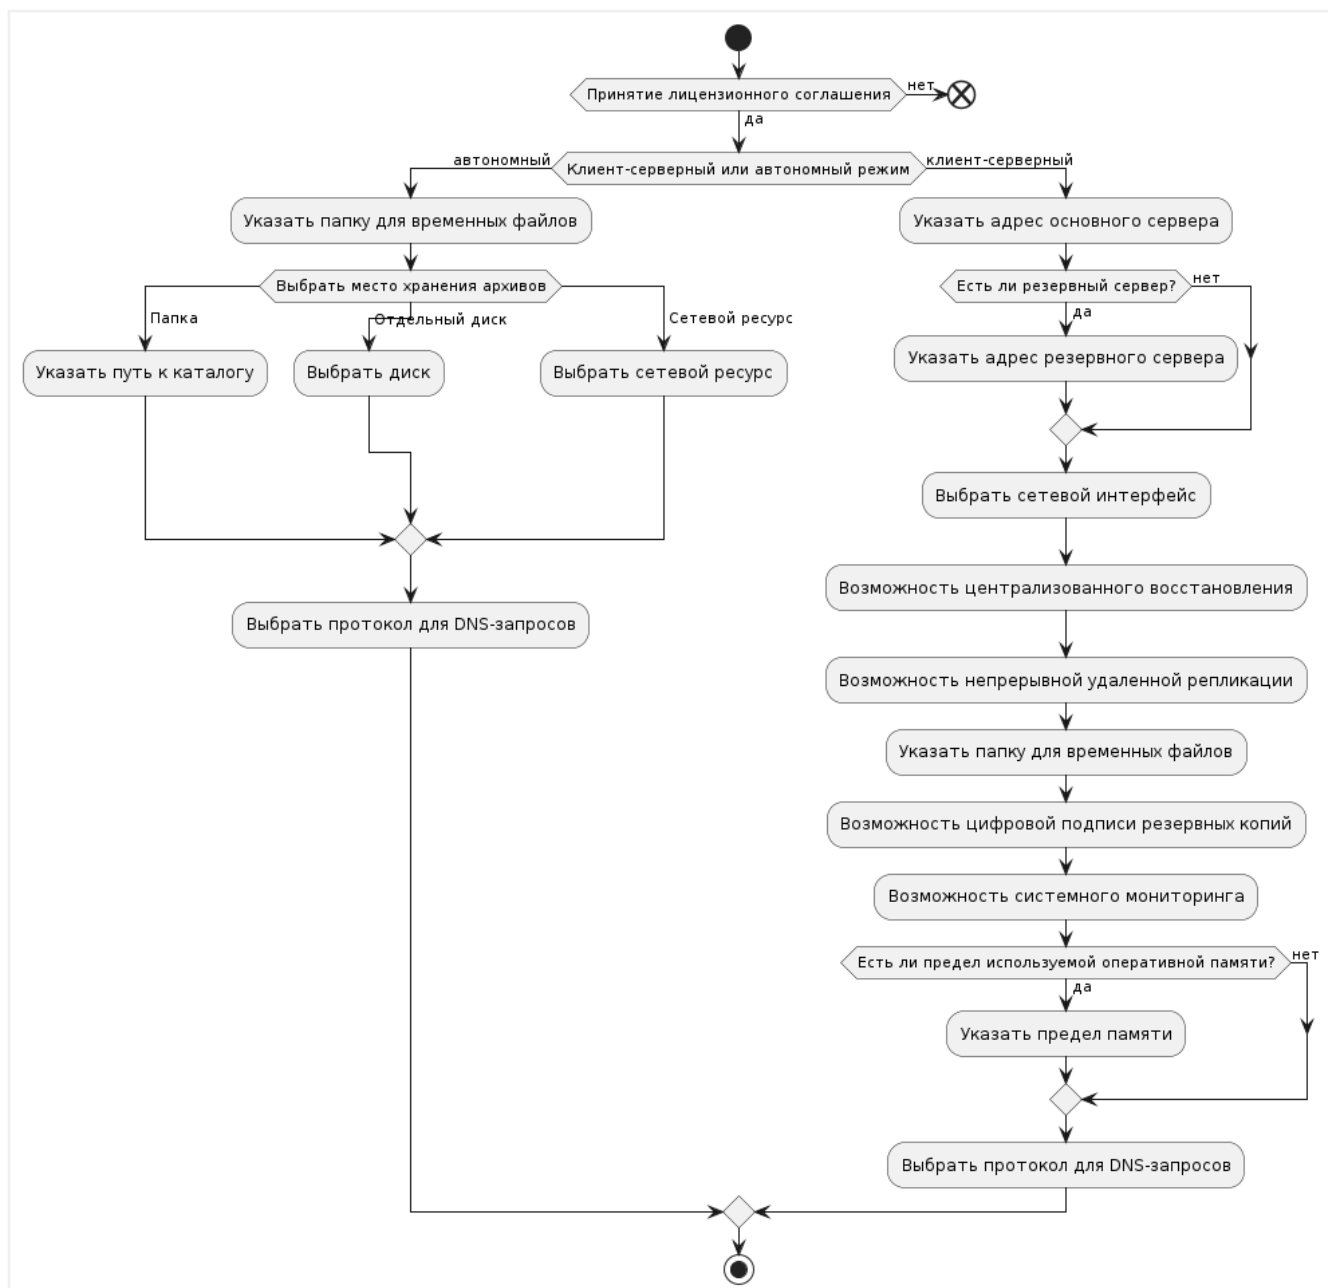 Принятие лицензионного соглашения
нет
да
Клиент-серверный или автономный режим
автономный
клиент-серверный
Указать папку для временных файлов
Выбрать место хранения архивов
Папка
Отдельный диск
Сетевой ресурс
Указать путь к каталогу
Выбрать диск
Выбрать сетевой ресурс
Выбрать протокол для DNS-запросов
Указать адрес основного сервера
Есть ли резервный сервер?
нет
да
Указать адрес резервного сервера
Выбрать сетевой интерфейс
Возможность централизованного восстановления
Возможность непрерывной удаленной репликации
Указать папку для временных файлов
Возможность цифровой подписи резервных копий
Возможность системного мониторинга
Есть ли предел используемой оперативной памяти?
нет
да
Указать предел памяти
Выбрать протокол для DNS-запросов